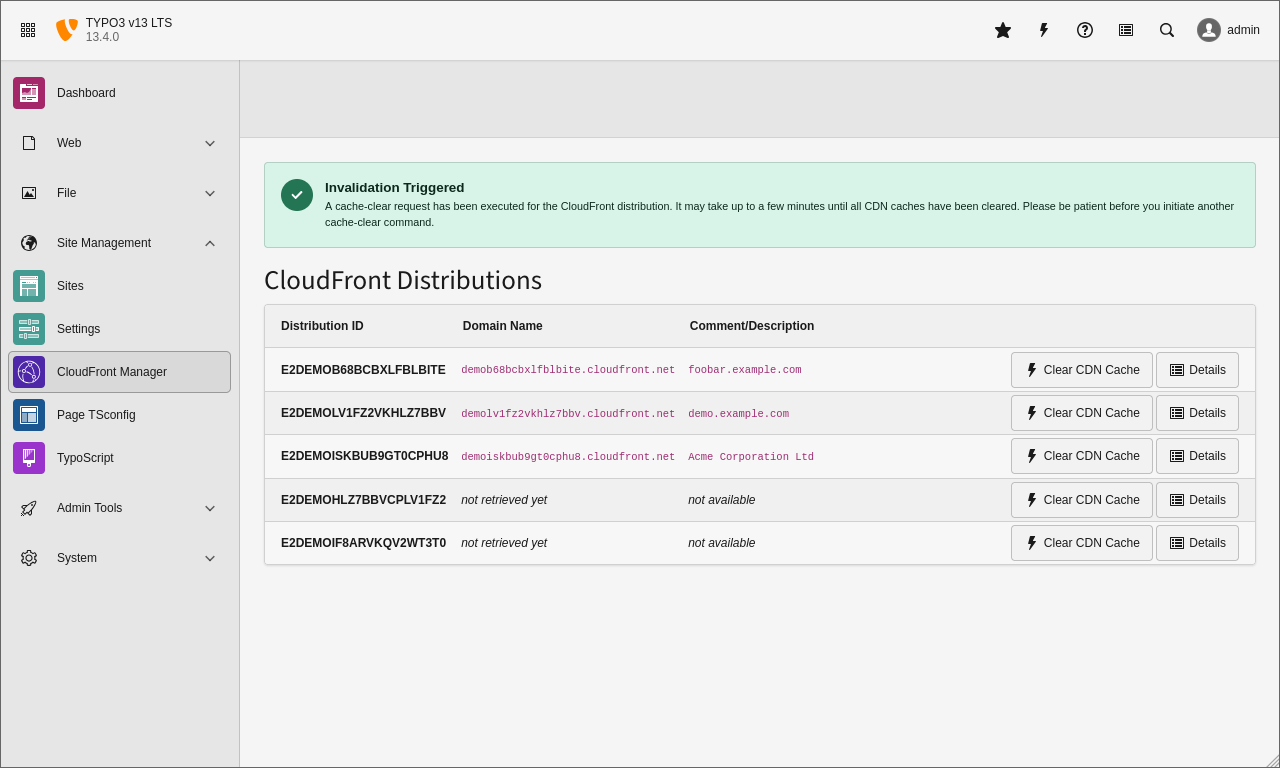 TYPO3 v13 LTS
13.4.0
admin
Dashboard
Web
File
Site Management
Sites
Settings
CloudFront Manager
Page TSconfig
TypoScript
Admin Tools
System
Invalidation Triggered
A cache-clear request has been executed for the CloudFront distribution. It may take up to a few minutes until all CDN caches have been cleared. Please be patient before you initiate another
cache-clear command.
CloudFront Distributions
Distribution ID Domain Name Comment/Description
E2DEMOB68BCBXLFBLBITE demob68bcbxlfblbite.cloudfront.net foobar.example.com Clear CDN Cache Details
E2DEMOLV1FZ2VKHLZ7BBV demolv1fz2vkhlz7bbv.cloudfront.net demo.example.com Clear CDN Cache Details
E2DEMOISKBUB9GT0CPHU8 demoiskbub9gt0cphu8.cloudfront.net Acme Corporation Ltd Clear CDN Cache Details
E2DEMOHLZ7BBVCPLV1FZ2 not retrieved yet not available Clear CDN Cache Details
E2DEMOIF8ARVKQV2WT3T0 not retrieved yet not available Clear CDN Cache Details